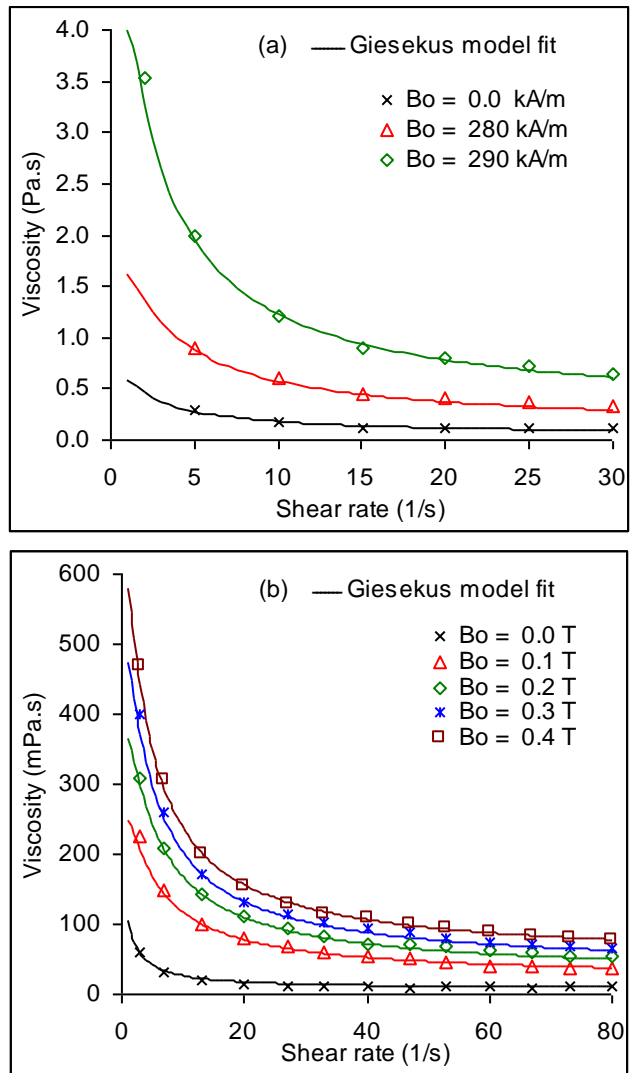 (a) Giesekus model fit
Bo = 0.0 kA/m
Bo = 280 kA/m
Bo = 290 kA/m
Viscosity (Pa.s)
4.0
3.5
3.0
2.5
2.0
1.5
1.0
0.5
0.0
0 5 10 15 20 25 30
Shear rate (1/s)
(b) Giesekus model fit
Bo = 0.0 T
Bo = 0.1 T
Bo = 0.2 T
Bo = 0.3 T
Bo = 0.4 T
Viscosity (mPa.s)
600
500
400
300
200
100
0
0 20 40 60 80
Shear rate (1/s)